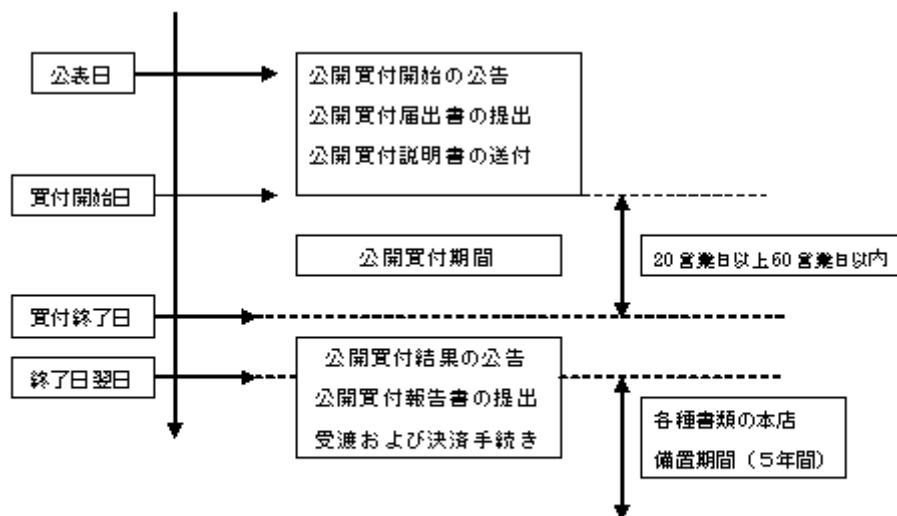 公表日
公開買付開始の公告
公開買付届出書の提出
公開買付説明書の送付
買付開始日
公開買付期間
20営業日以上60営業日以内
買付終了日
終了日翌日
公開買付結果の公告
公開買付報告書の提出
受渡および決済手続き
各種書類の本店
備置期間（５年間）